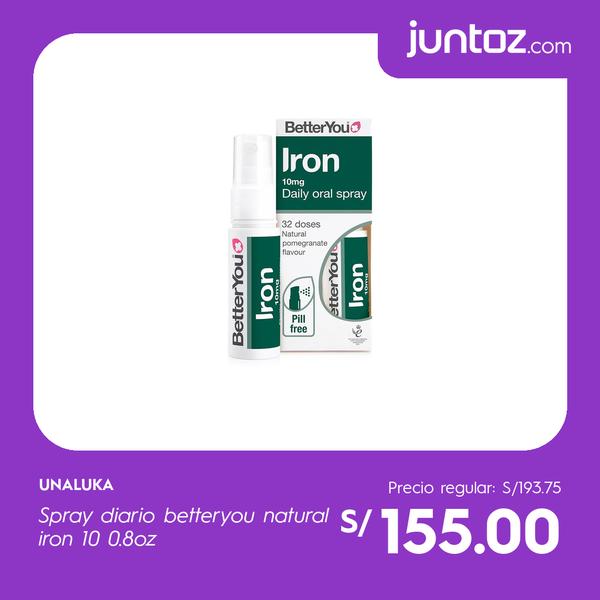 juntoz.com
BetterYou
Iron
10mg
Daily oral spray
32 doses
Natural
pomegranate
flavour
Pill
free
BetterYou
Iron
10mg
BetterYou
Iron
10mg
UNALUKA
Spray diario betteryou natural
iron 10 0.8oz
Precio regular: S/193.75
S/155.00